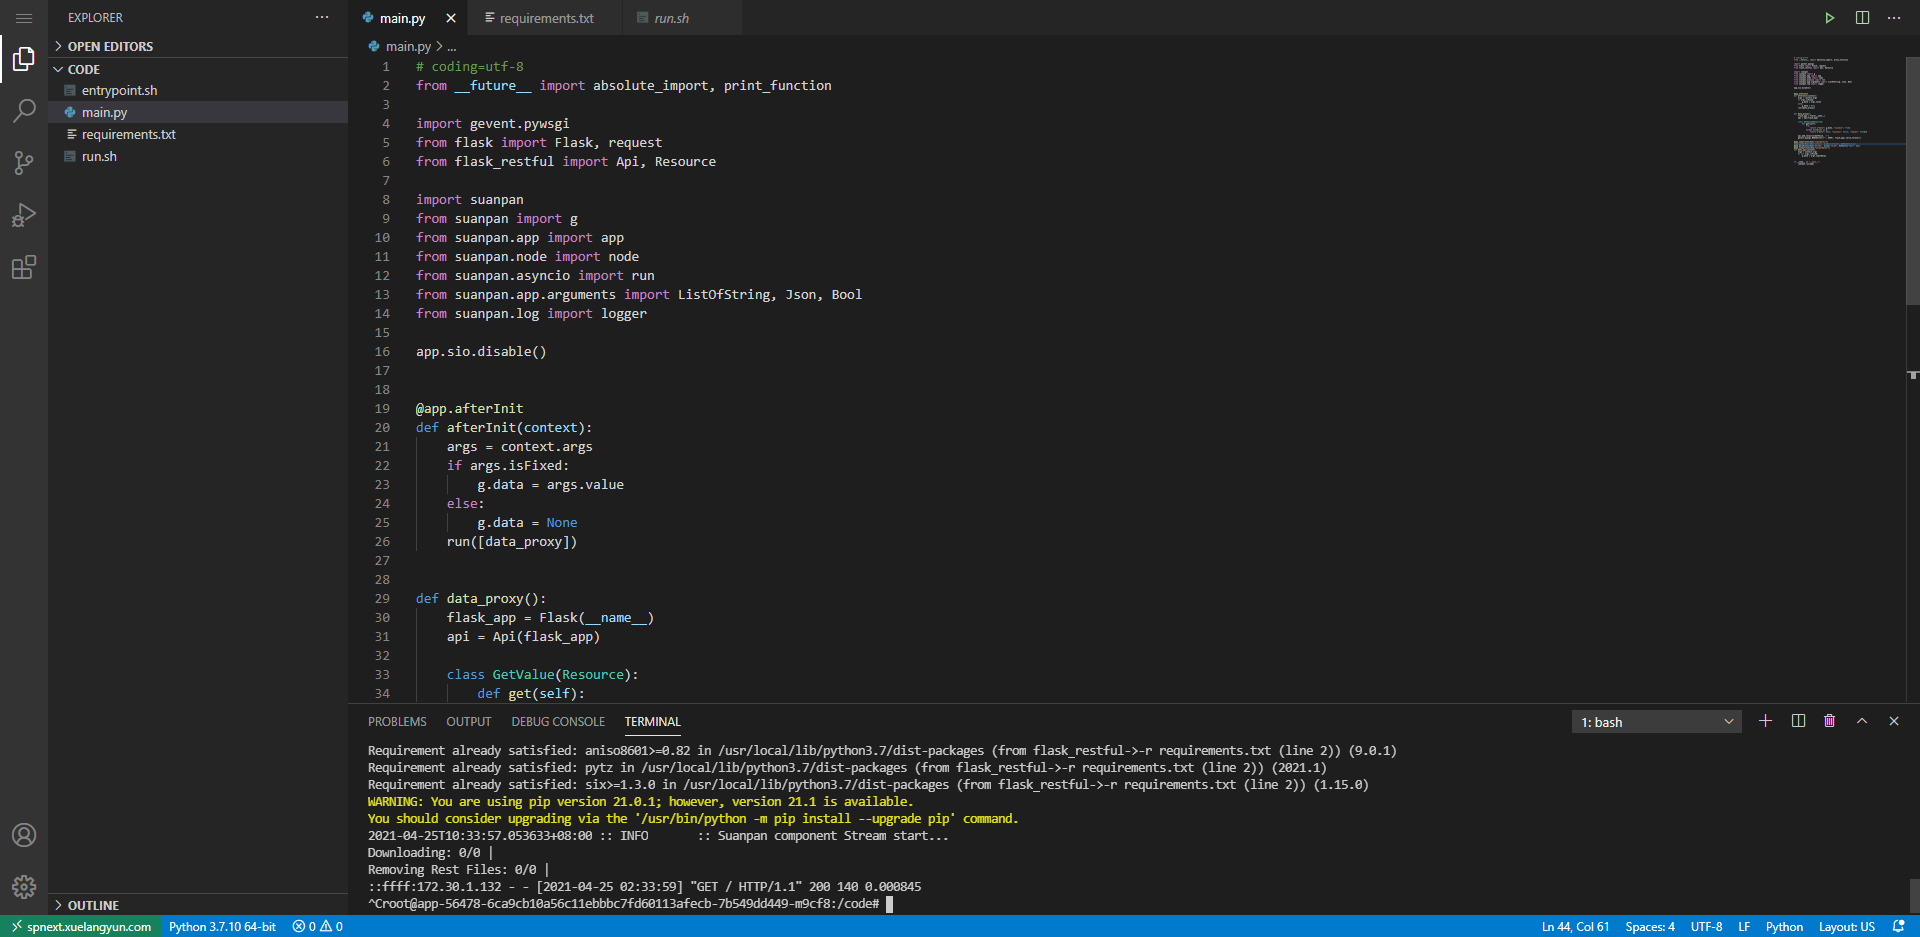 EXPLORER
OPEN EDITORS
CODE
entrypoint.sh
main.py
requirements.txt
run.sh
OUTLINE
main.py
requirements.txt
run.sh
main.py > ...
1 # coding=utf-8
2 from __future__ import absolute_import, print_function
3
4 import gevent.pywsgi
5 from flask import Flask, request
6 from flask_restful import Api, Resource
7
8 import suanpan
9 from suanpan import g
10 from suanpan.app import app
11 from suanpan.node import node
12 from suanpan.asyncio import run
13 from suanpan.app.arguments import ListOfString, Json, Bool
14 from suanpan.log import logger
15
16 app.sio.disable()
17
18
19 @app.afterInit
20 def afterInit(context):
21     args = context.args
22     if args.isFixed:
23         g.data = args.value
24     else:
25         g.data = None
26     run([data_proxy])
27
28
29 def data_proxy():
30     flask_app = Flask(__name__)
31     api = Api(flask_app)
32
33     class GetValue(Resource):
34         def get(self):
PROBLEMS OUTPUT DEBUG CONSOLE TERMINAL
1: bash
Requirement already satisfied: aniso8601>=0.82 in /usr/local/lib/python3.7/dist-packages (from flask_restful->-r requirements.txt (line 2)) (9.0.1)
Requirement already satisfied: pytz in /usr/local/lib/python3.7/dist-packages (from flask_restful->-r requirements.txt (line 2)) (2021.1)
Requirement already satisfied: six>=1.3.0 in /usr/local/lib/python3.7/dist-packages (from flask_restful->-r requirements.txt (line 2)) (1.15.0)
WARNING: You are using pip version 21.0.1; however, version 21.1 is available.
You should consider upgrading via the '/usr/bin/python -m pip install --upgrade pip' command.
2021-04-25T10:33:57.053633+08:00 :: INFO      :: Suanpan component Stream start...
Downloading: 0/0 |
Removing Rest Files: 0/0 |
::ffff:172.30.1.132 - - [2021-04-25 02:33:59] "GET / HTTP/1.1" 200 140 0.000845
^Croot@app-56478-6ca9cb10a56c11ebbbc7fd60113afecb-7b549dd449-m9cf8:/code#
spnext.xuelangyun.com Python 3.7.10 64-bit 0 0 Ln 44, Col 61 Spaces: 4 UTF-8 LF Python Layout: US